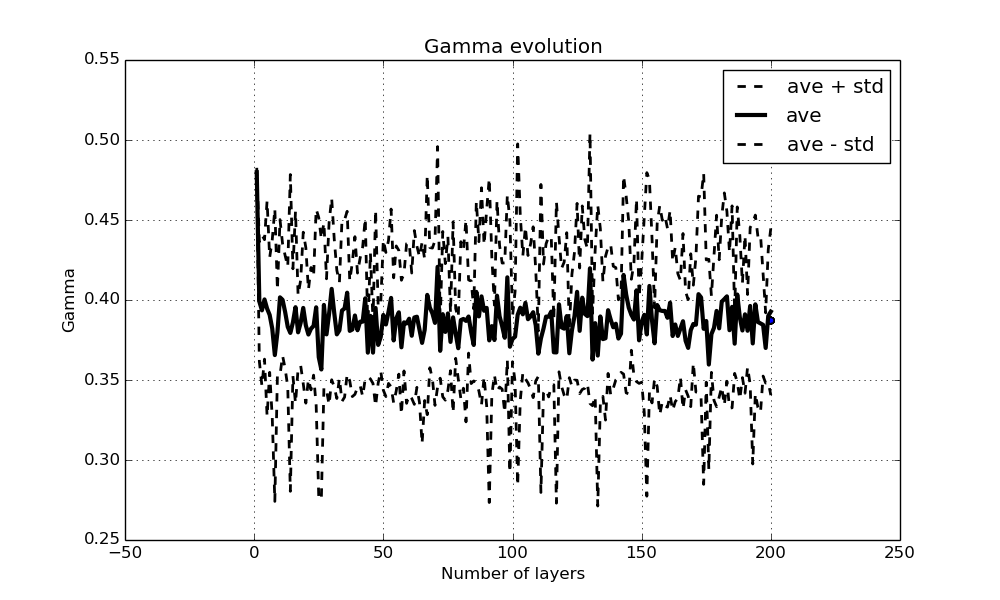 Gamma evolution
0.55
0.50
0.45
0.40
0.35
0.30
0.25
Gamma
ave + std
ave
ave - std
−50
0
50
100
150
200
250
Number of layers